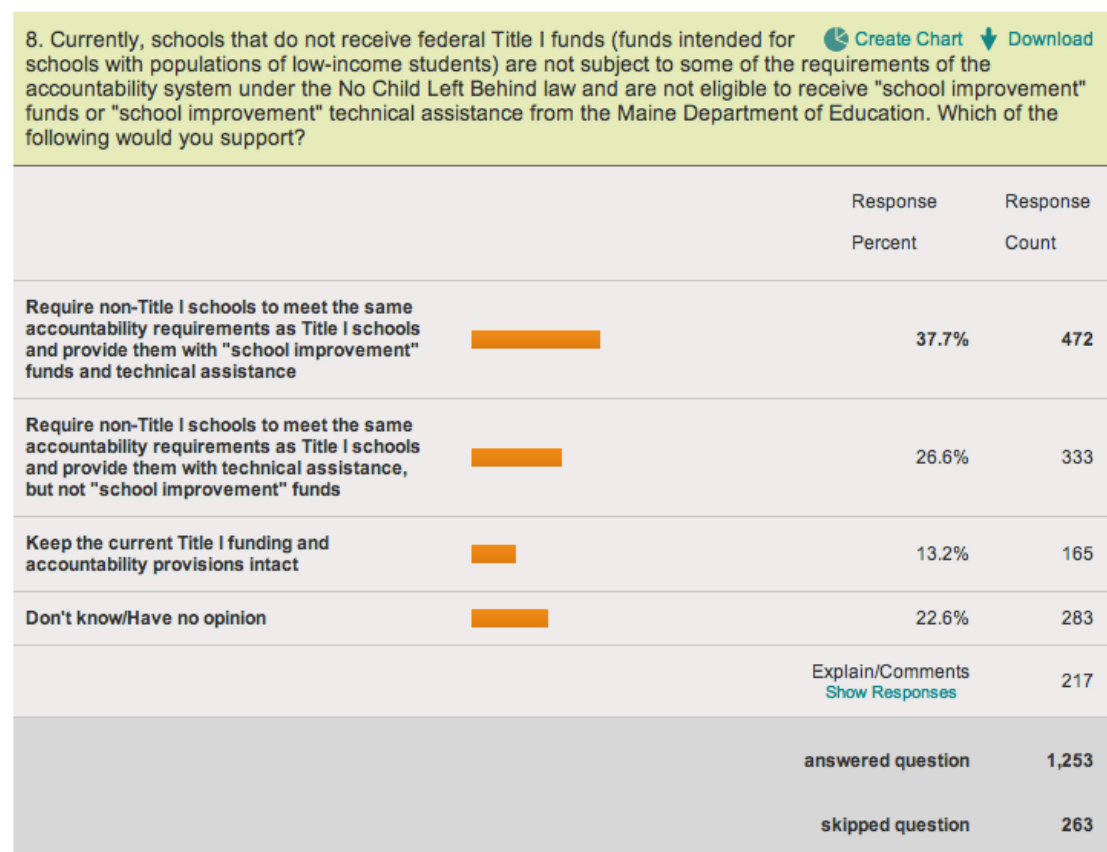 8. Currently, schools that do not receive federal Title I funds (funds intended for Create Chart Download
schools with populations of low-income students) are not subject to some of the requirements of the
accountability system under the No Child Left Behind law and are not eligible to receive "school improvement"
funds or "school improvement" technical assistance from the Maine Department of Education. Which of the
following would you support?
Response Response
Percent Count
Require non-Title I schools to meet the same
accountability requirements as Title I schools
and provide them with "school improvement"
funds and technical assistance
37.7% 472
Require non-Title I schools to meet the same
accountability requirements as Title I schools
and provide them with technical assistance,
but not "school improvement" funds
26.6% 333
Keep the current Title I funding and
accountability provisions intact
13.2% 165
Don't know/Have no opinion 22.6% 283
Explain/Comments
Show Responses
217
answered question 1,253
skipped question 263